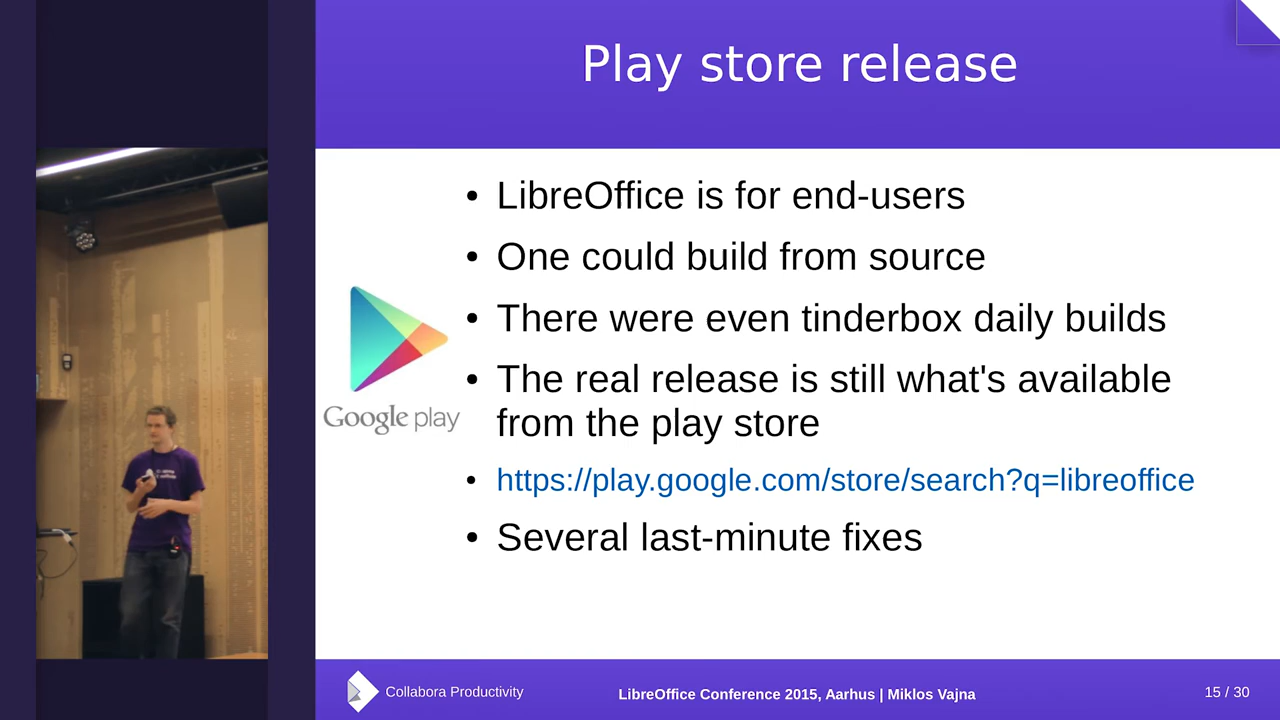 Play store release
• LibreOffice is for end-users
• One could build from source
• There were even tinderbox daily builds
• The real release is still what's available
from the play store
Google play
• https://play.google.com/store/search?q=libreoffice
• Several last-minute fixes
Collabora Productivity
LibreOffice Conference 2015, Aarhus | Miklos Vajna
15 / 30